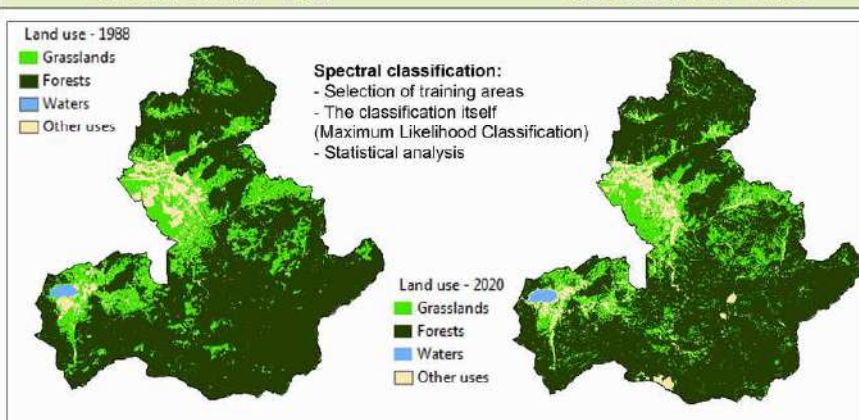 Land use - 1988
Grasslands
Forests
Waters
Other uses
Spectral classification:
- Selection of training areas
- The classification itself
(Maximum Likelihood Classification)
- Statistical analysis
Land use - 2020
Grasslands
Forests
Waters
Other uses